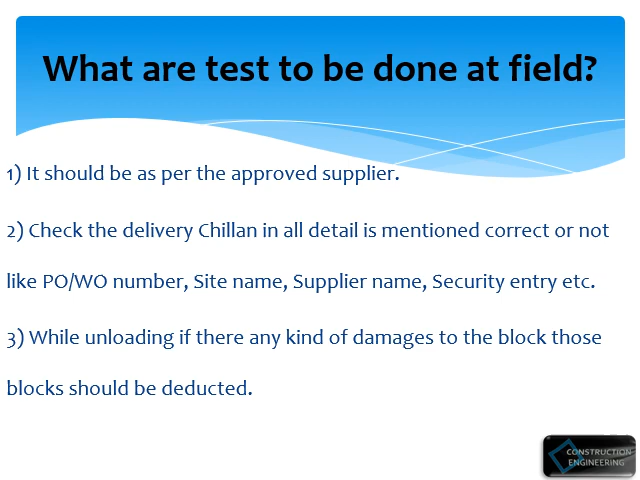 What are test to be done at field?
1) It should be as per the approved supplier.
2) Check the delivery Chillan in all detail is mentioned correct or not
like PO/WO number, Site name, Supplier name, Security entry etc.
3) While unloading if there any kind of damages to the block those
blocks should be deducted.
CONSTRUCTION
ENGINEERING